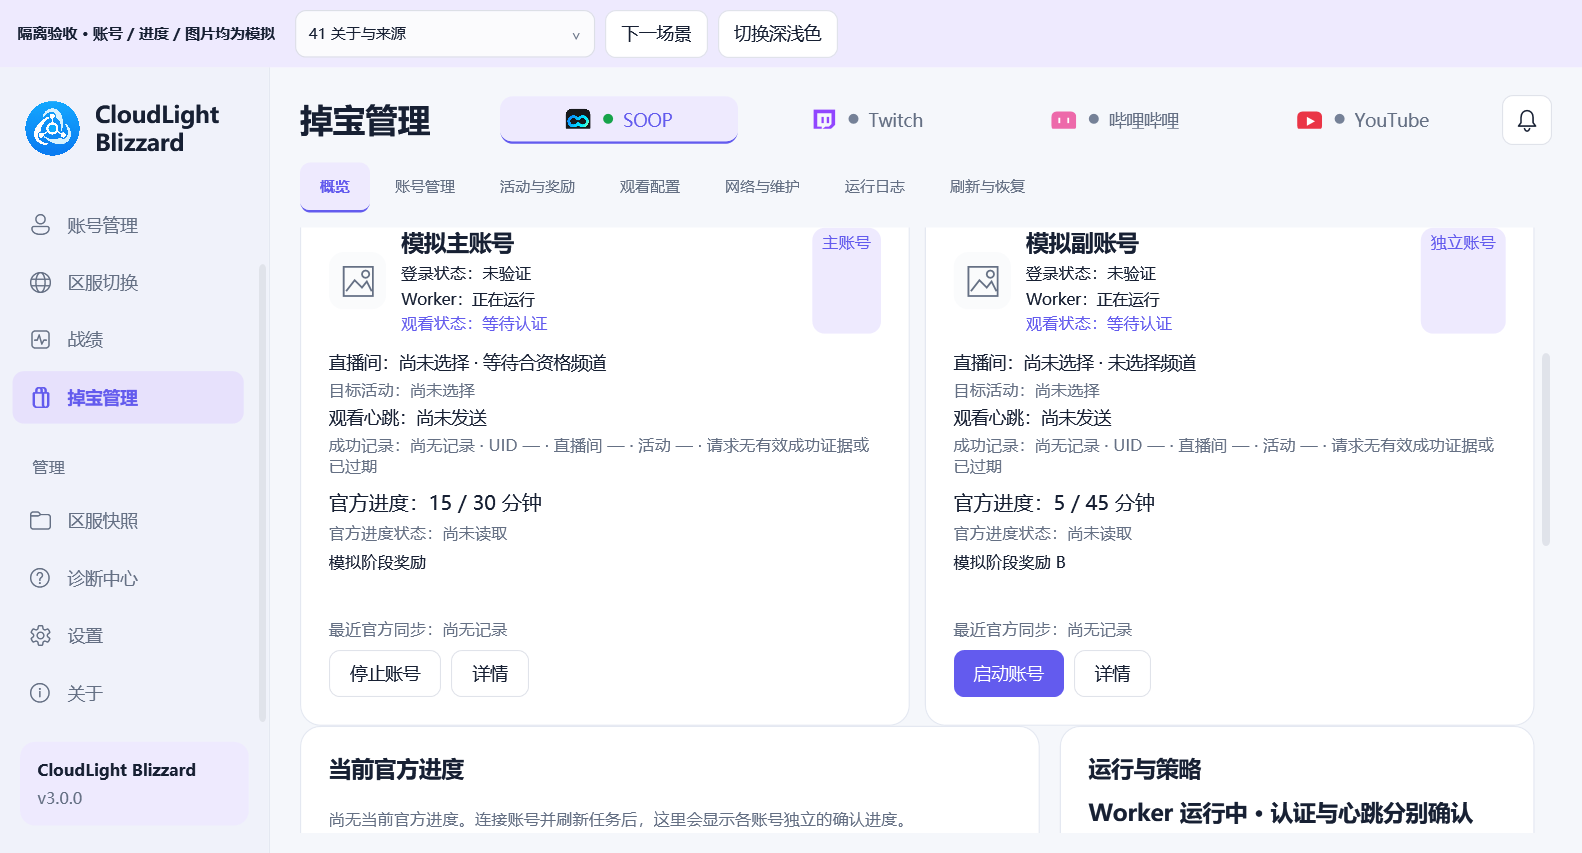 隔离验收 • 账号 / 进度 / 图片均为模拟
41 关于与来源
下一场景
切换深浅色
CloudLight
Blizzard
账号管理
区服切换
战绩
掉宝管理
管理
区服快照
诊断中心
设置
关于
CloudLight Blizzard
v3.0.0
掉宝管理
SOOP
Twitch
哔哩哔哩
YouTube
概览
账号管理
活动与奖励
观看配置
网络与维护
运行日志
刷新与恢复
模拟主账号
主账号
登录状态：未验证
Worker：正在运行
观看状态：等待认证
直播间：尚未选择 · 等待合资格频道
目标活动：尚未选择
观看心跳：尚未发送
成功记录：尚无记录 · UID — · 直播间 — · 活动 — · 请求无有效成功证据或
已过期
官方进度：15 / 30 分钟
官方进度状态：尚未读取
模拟阶段奖励
最近官方同步：尚无记录
停止账号
详情
模拟副账号
独立账号
登录状态：未验证
Worker：正在运行
观看状态：等待认证
直播间：尚未选择 · 未选择频道
目标活动：尚未选择
观看心跳：尚未发送
成功记录：尚无记录 · UID — · 直播间 — · 活动 — · 请求无有效成功证据或
已过期
官方进度：5 / 45 分钟
官方进度状态：尚未读取
模拟阶段奖励 B
最近官方同步：尚无记录
启动账号
详情
当前官方进度
尚无当前官方进度。连接账号并刷新任务后，这里会显示各账号独立的确认进度。
运行与策略
Worker 运行中 • 认证与心跳分别确认